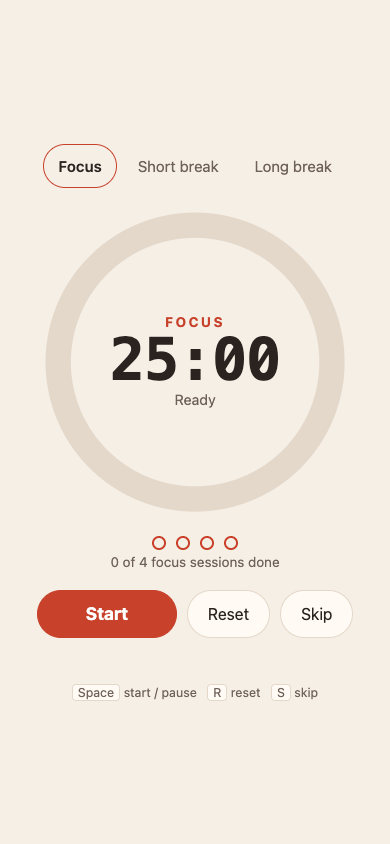 Focus Short break Long break
FOCUS
25:00
Ready
0 of 4 focus sessions done
Start Reset Skip
Space start / pause R reset S skip